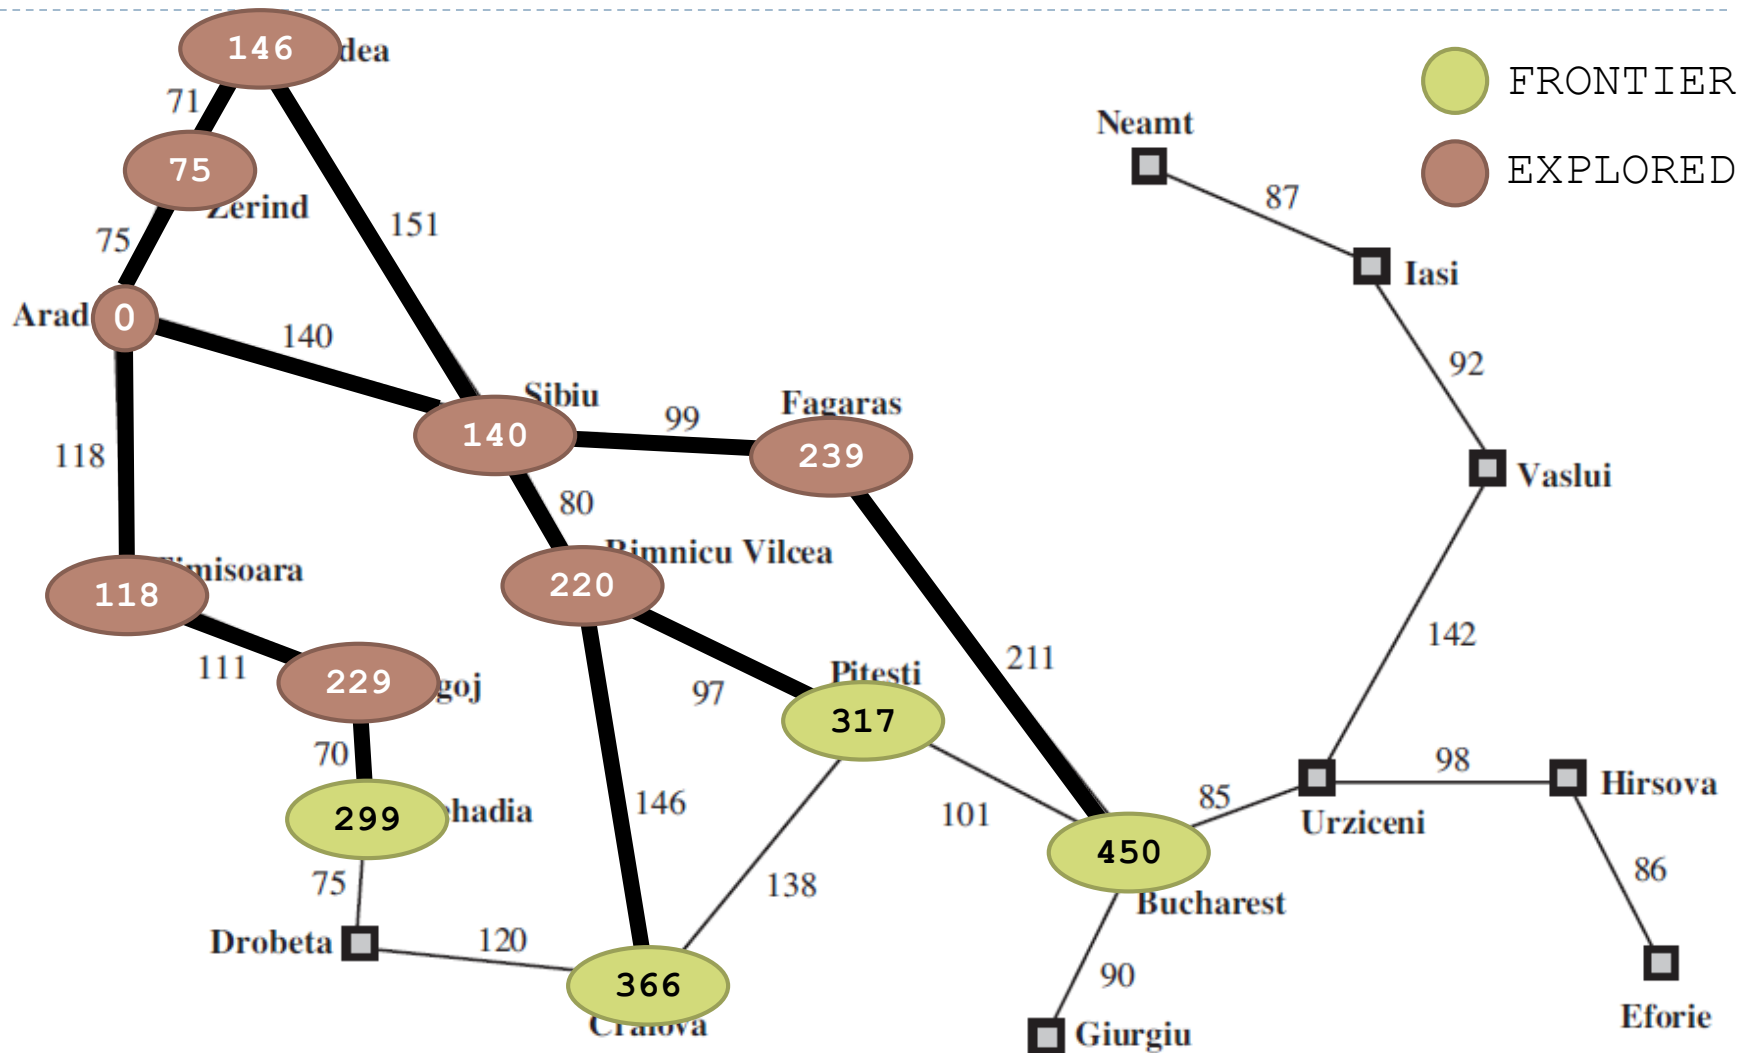 146
dea
FRONTIER
71
Neamt
75
EXPLORED
Zerind
87
75
151
Iasi
Arad
0
140
92
Sibiu
99
Fagaras
118
140
239
Vaslui
80
Rimnicu Vilcea
imisoara
118
220
142
211
111
229
goj
97
Pitesti
317
70
98
Hirsova
299
ehadia
146
101
85
Urziceni
450
75
138
86
Bucharest
Drobeta
120
366
90
Craiova
Giurgiu
Eforie